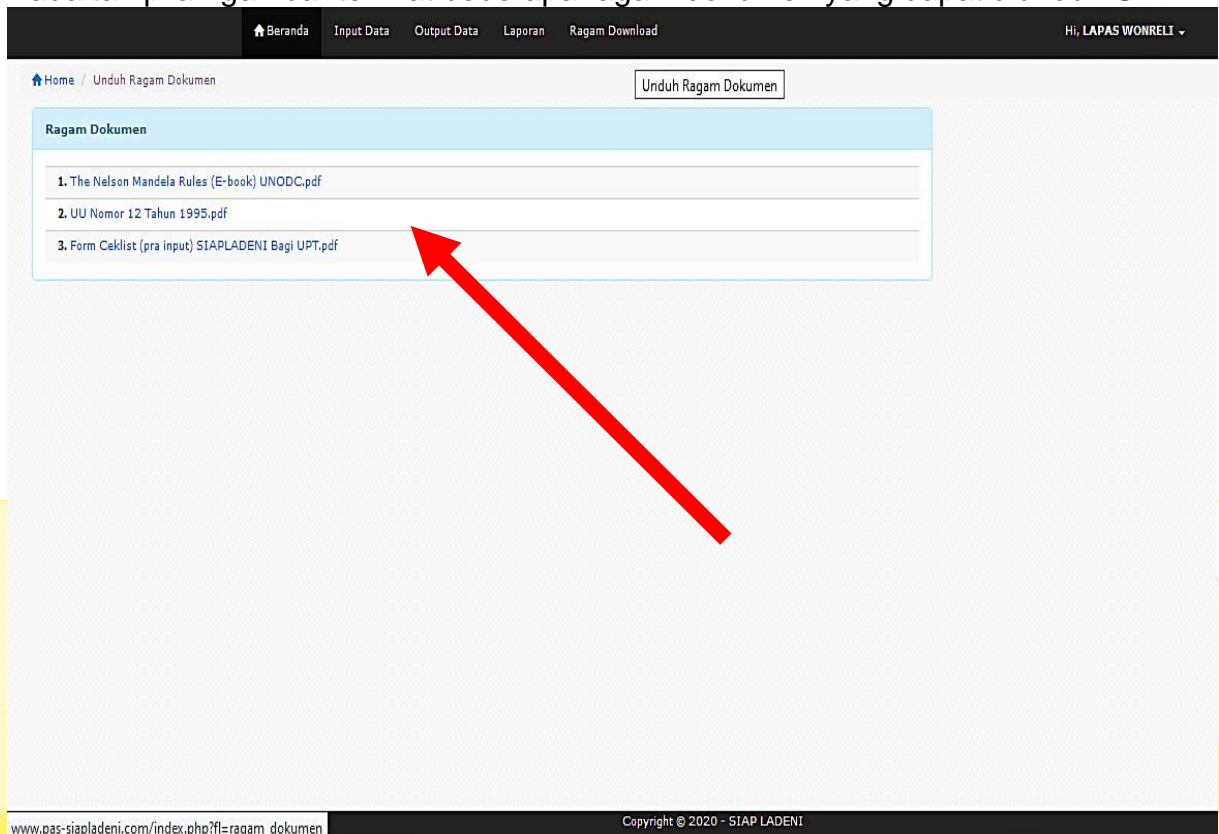 Beranda Input Data Output Data Laporan Ragam Download Hi, LAPAS WONRELI
Home / Unduh Ragam Dokumen
Unduh Ragam Dokumen
Ragam Dokumen
1. The Nelson Mandela Rules (E-book) UNODC.pdf
2. UU Nomor 12 Tahun 1995.pdf
3. Form Ceklist (pra input) SIAPLADENI Bagi UPT.pdf
www.pas-siapladeni.com/index.php?fl=ragam_dokumen
Copyright © 2020 - SIAP LADENI